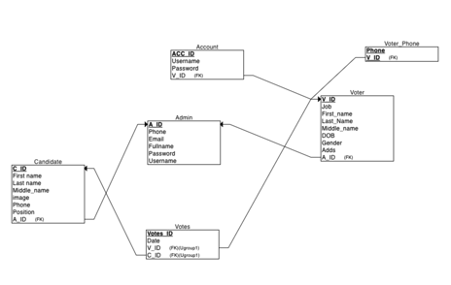 Account
ACC_ID
Username
Password
V_ID (FK)
Voter_Phone
Phone
V_ID (FK)
Voter
V_ID
Job
First_name
Last_Name
Middle_name
DOB
Gender
Adds
A_ID (FK)
Admin
A_ID
Phone
Email
Fullname
Password
Username
Candidate
C_ID
First name
Last name
Middle_name
image
Phone
Position
A_ID (FK)
Votes
Votes_ID
Date
V_ID (FK)(Ugroup1)
C_ID (FK)(Ugroup1)